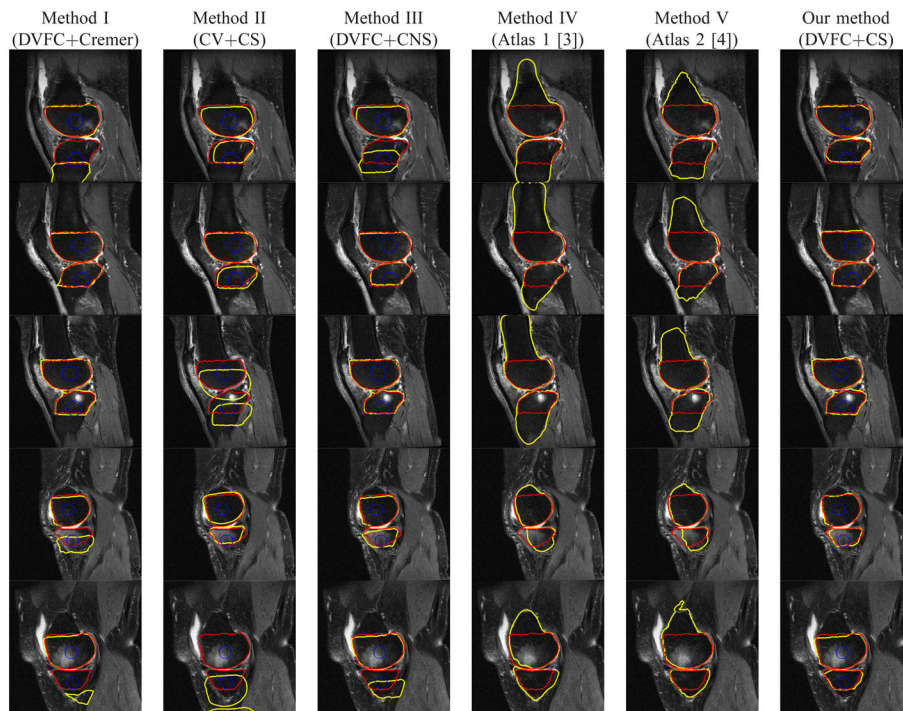 Method I Method II Method III Method IV Method V Our method
(DVFC+Cremer) (CV+CS) (DVFC+CNS) (Atlas 1 [3]) (Atlas 2 [4]) (DVFC+CS)